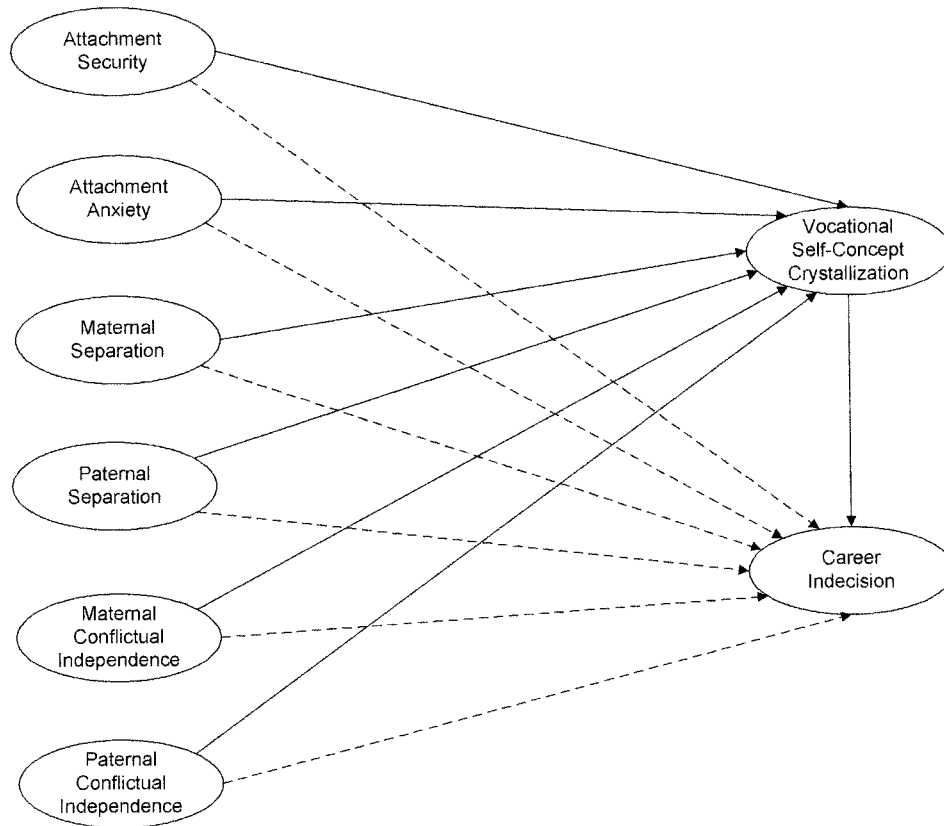 Attachment
Security
Attachment
Anxiety
Vocational
Self-Concept
Crystallization
Maternal
Separation
Paternal
Separation
Career
Indecision
Maternal
Conflictual
Independence
Paternal
Conflictual
Independence